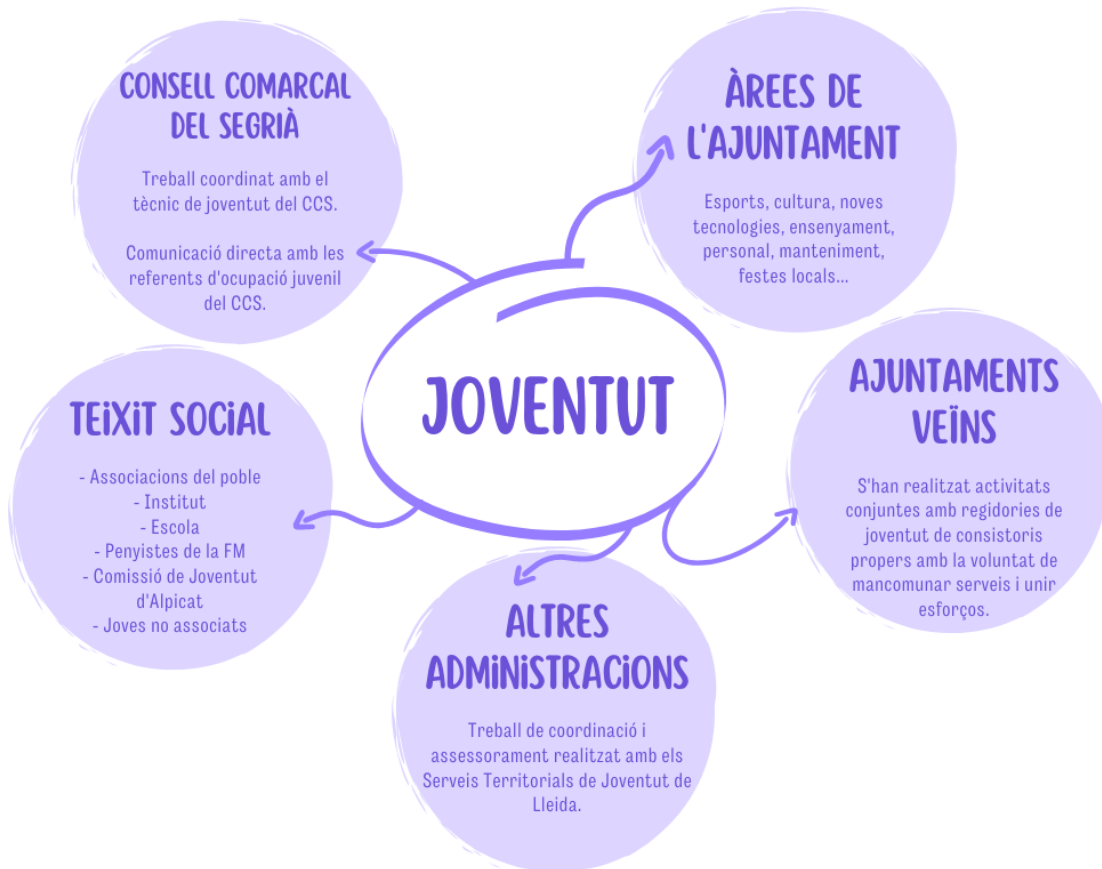 CONSELL COMARCAL
DEL SEGRIÀ
Treball coordinat amb el
tècnic de joventut del CCS.
Comunicació directa amb les
referents d'ocupació juvenil
del CCS.
ÀREES DE
L'AJUNTAMENT
Esports, cultura, noves
tecnologies, ensenyament,
personal, manteniment,
festes locals...
JOVENTUT
TEIXIT SOCIAL
- Associacions del poble
- Institut
- Escola
- Penyistes de la FM
- Comissió de Joventut
d'Alpicat
- Joves no associats
AJUNTAMENTS
VEÏNS
S'han realitzat activitats
conjuntes amb regidories de
joventut de consistoris
propers amb la voluntat de
mancomunar serveis i unir
esforços.
ALTRES
ADMINISTRACIONS
Treball de coordinació i
assessorament realitzat amb els
Serveis Territorials de Joventut de
Lleida.